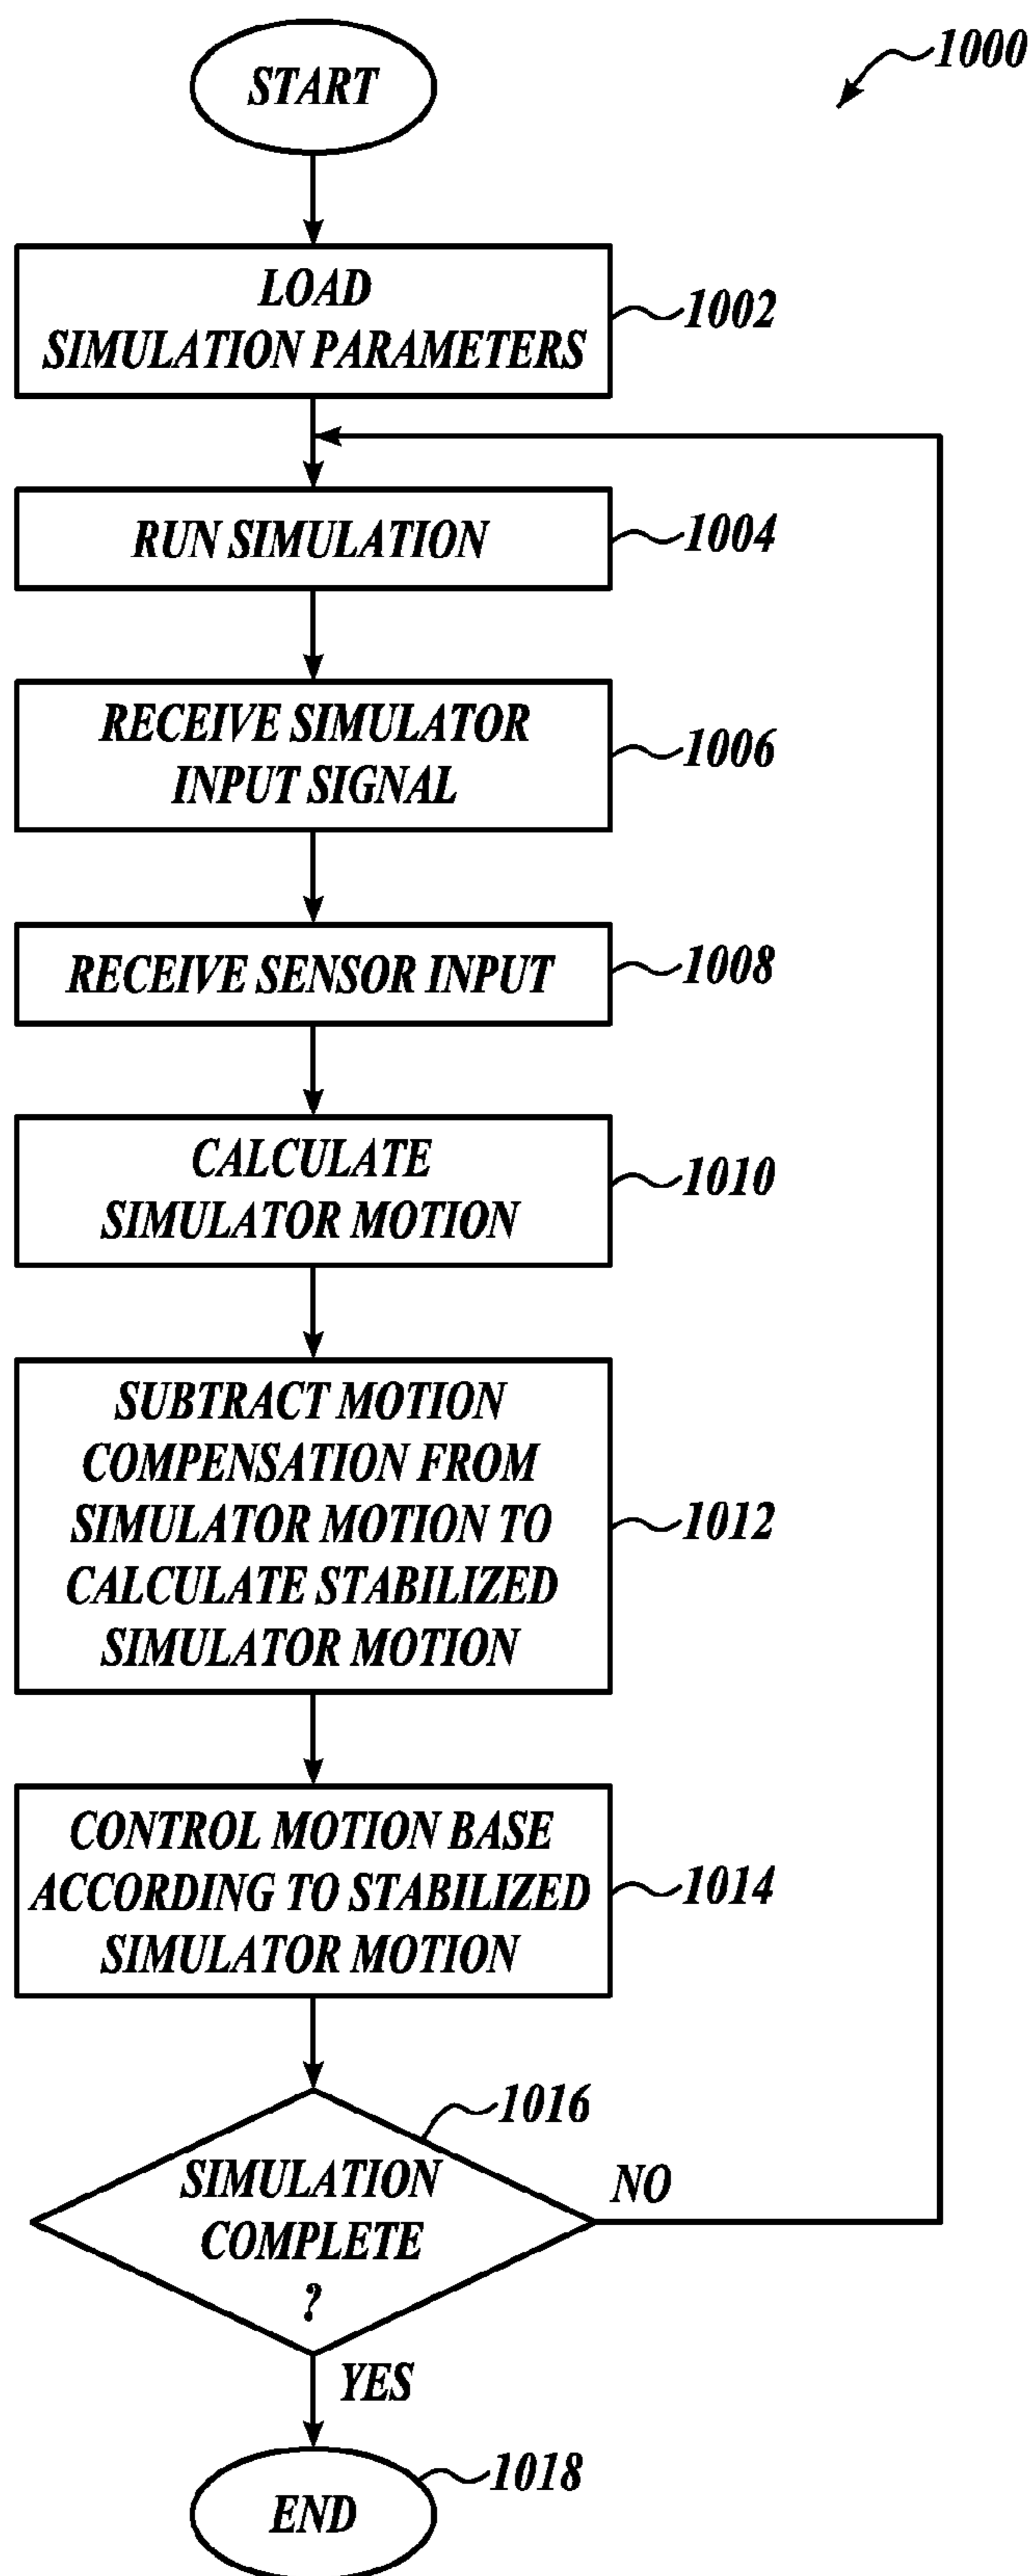 START
1000
LOAD
SIMULATION PARAMETERS
1002
RUN SIMULATION
1004
RECEIVE SIMULATOR
INPUT SIGNAL
1006
RECEIVE SENSOR INPUT
1008
CALCULATE
SIMULATOR MOTION
1010
SUBTRACT MOTION
COMPENSATION FROM
SIMULATOR MOTION TO
CALCULATE STABILIZED
SIMULATOR MOTION
1012
CONTROL MOTION BASE
ACCORDING TO STABILIZED
SIMULATOR MOTION
1014
1016
SIMULATION
COMPLETE
?
NO
YES
1018
END